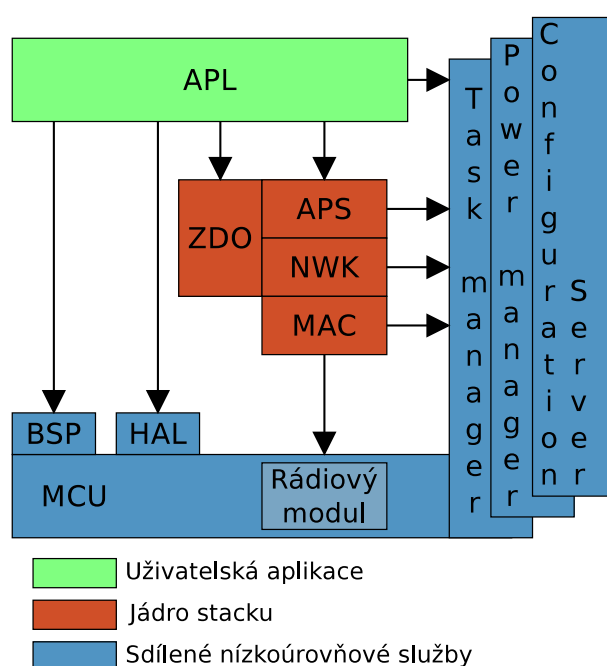 APL
ZDO
APS
NWK
MAC
BSP
HAL
MCU
Rádiový
modul
Task manager
Power manager
Configuration
Server
Uživatelská aplikace
Jádro stacku
Sdílené nízkoúrovňové služby